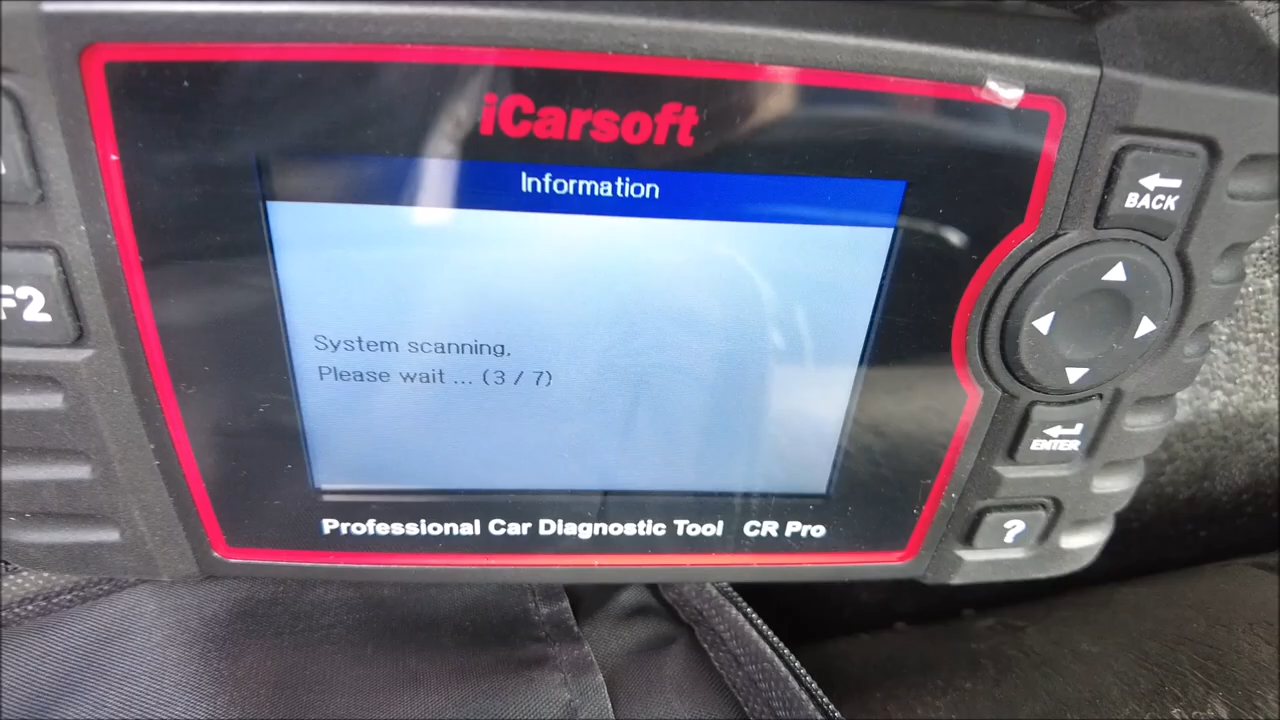 iCarsoft
Information
BACK
F2
System scanning,
Please wait ... (3 / 7)
ENTER
Professional Car Diagnostic Tool CR Pro
?